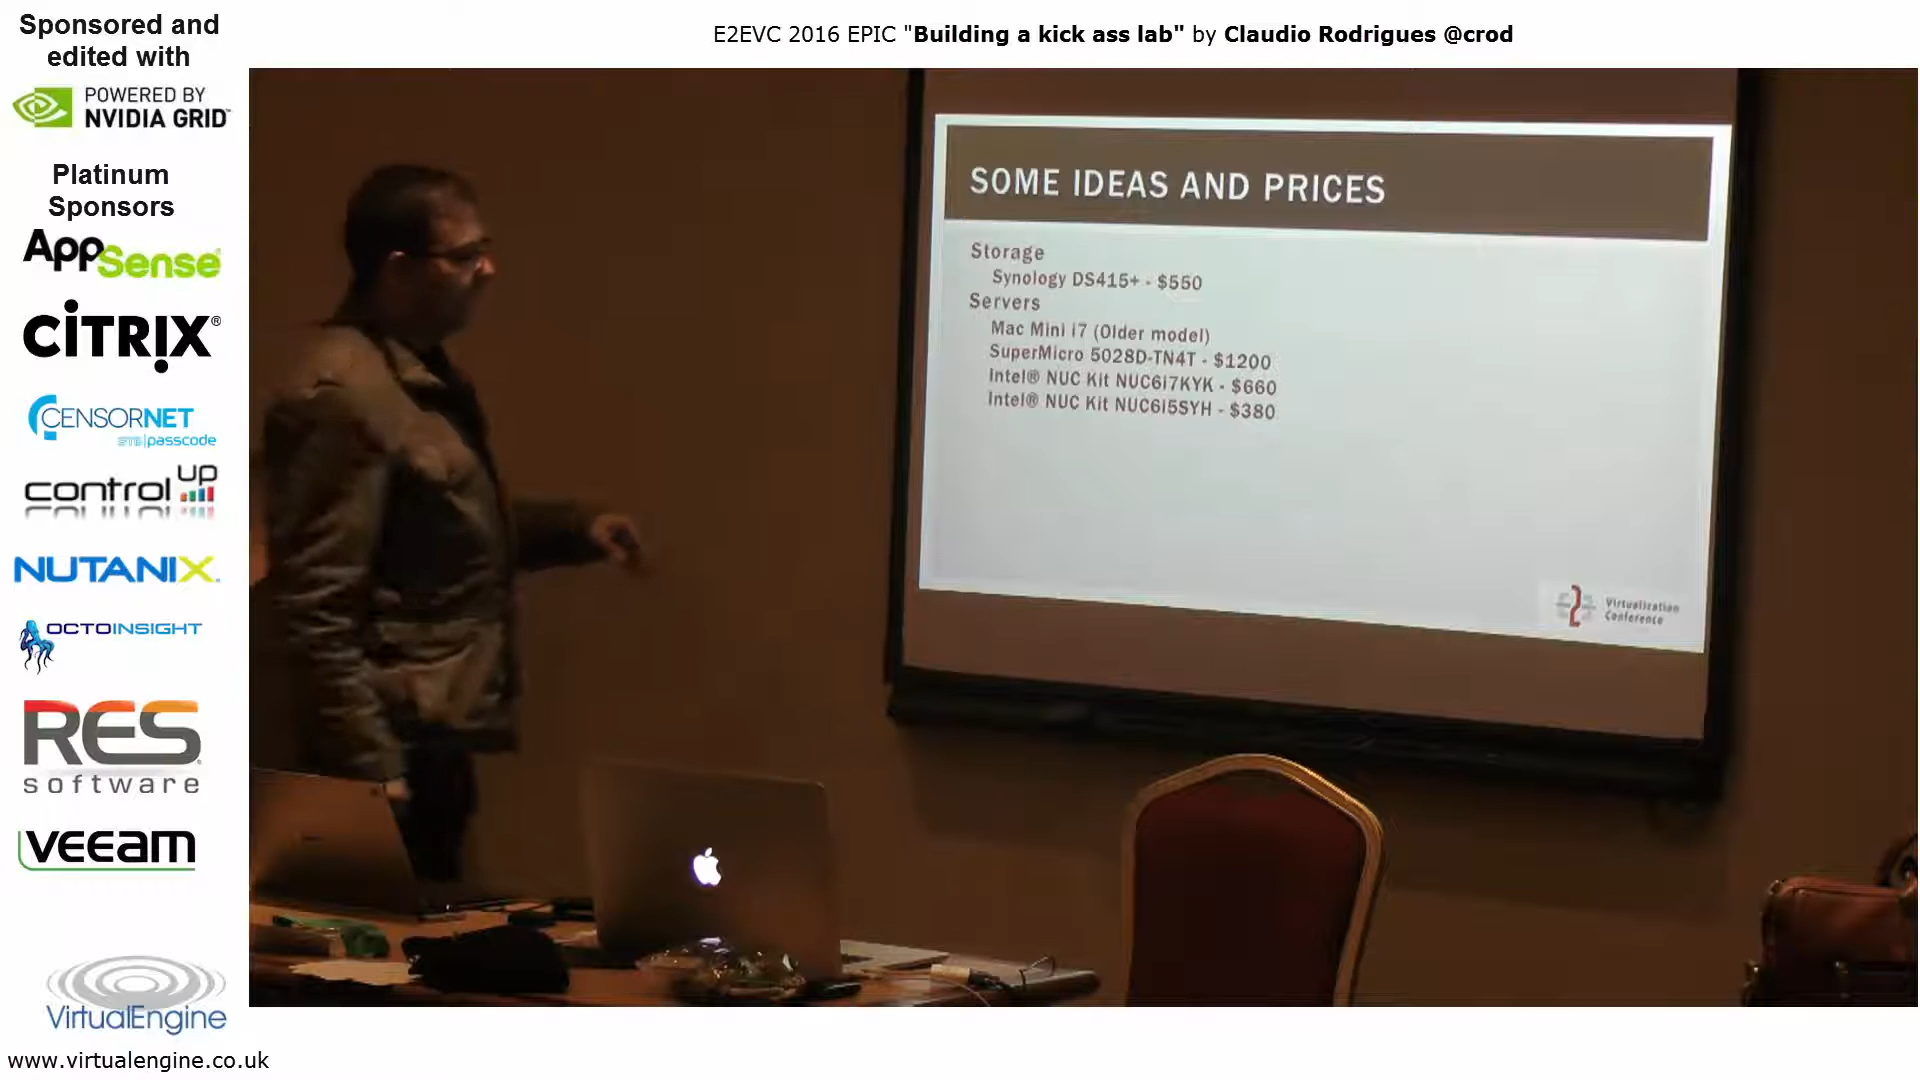 Sponsored and
edited with
POWERED BY
NVIDIA GRID
Platinum
Sponsors
AppSense
CİTRIX®
CENSORNET
SMS|passcode
control up
NUTANIX
OCTOINSIGHT
RES
software
veeam
VirtualEngine
www.virtualengine.co.uk
E2EVC 2016 EPIC "Building a kick ass lab" by Claudio Rodrigues @crod
SOME IDEAS AND PRICES
Storage
Synology DS415+ - $550
Servers
Mac Mini i7 (Older model)
SuperMicro 5028D-TN4T - $1200
Intel® NUC Kit NUC6i7KYK - $660
Intel® NUC Kit NUC6i5SYH - $380
Virtualization
Conference